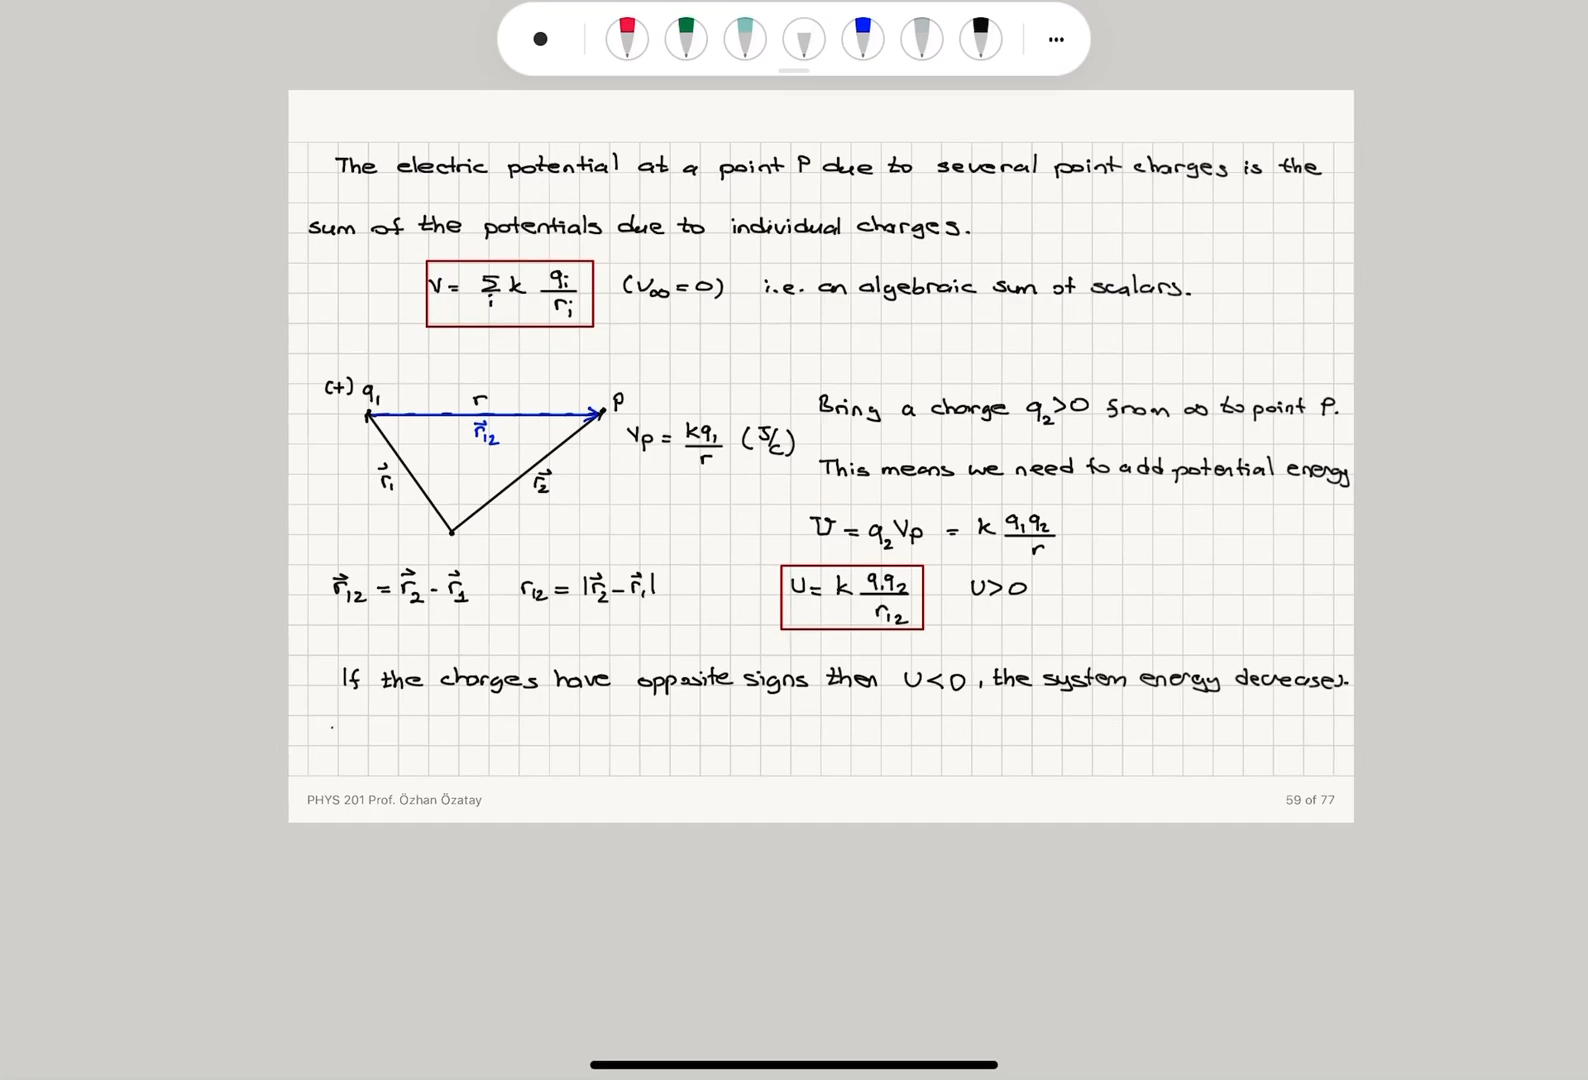 The electric potential at a point P due to several point charges is the
sum of the potentials due to individual charges.
V = Σᵢ k qᵢ/rᵢ (V∞ = 0) i.e. an algebraic sum of scalars.
(+) q₁ r P
r⃗₁₂
Vp = kq₁/r (J/C)
r⃗₁ r⃗₂
Bring a charge q₂>0 from ∞ to point P.
This means we need to add potential energy
U = q₂Vp = k q₁q₂/r
r⃗₁₂ = r⃗₂ - r⃗₁ r₁₂ = |r⃗₂ - r⃗₁|
U = k q₁q₂/r₁₂ U>0
If the charges have opposite signs then U<0, the system energy decreases.
PHYS 201 Prof. Özhan Özatay
59 of 77